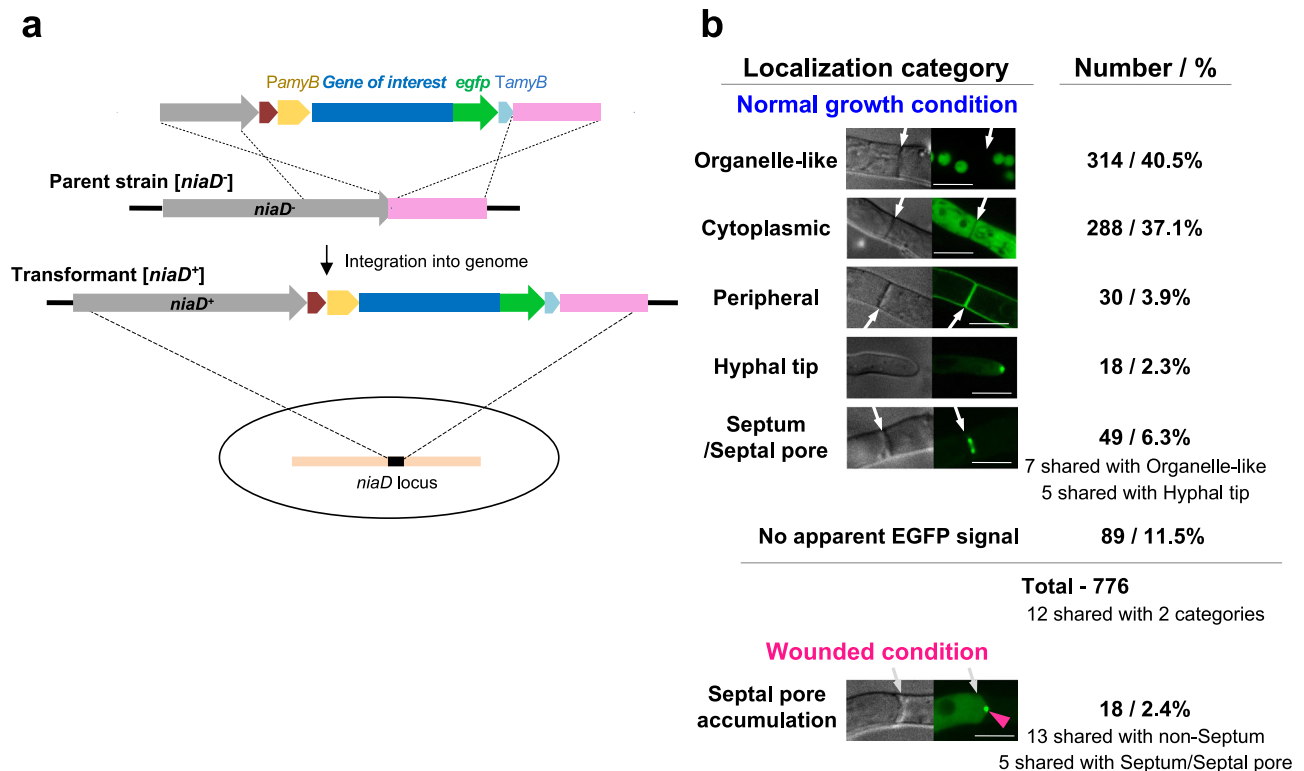 a
PamyB Gene of interest egfp TamyB
Parent strain [niaD-]
niaD-
Integration into genome
Transformant [niaD+]
niaD+
niaD locus
b
Localization category Number / %
Normal growth condition
Organelle-like 314 / 40.5%
Cytoplasmic 288 / 37.1%
Peripheral 30 / 3.9%
Hyphal tip 18 / 2.3%
Septum
/Septal pore 49 / 6.3%
7 shared with Organelle-like
5 shared with Hyphal tip
No apparent EGFP signal 89 / 11.5%
Total - 776
12 shared with 2 categories
Wounded condition
Septal pore
accumulation 18 / 2.4%
13 shared with non-Septum
5 shared with Septum/Septal pore